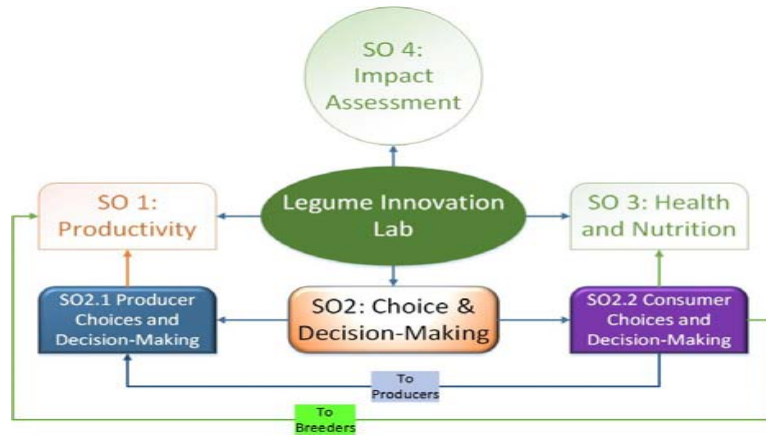 SO 4:
Impact
Assessment
SO 1:
Productivity
Legume Innovation
Lab
SO 3: Health
and Nutrition
SO2.1 Producer
Choices and
Decision-Making
SO2: Choice &
Decision-Making
SO2.2 Consumer
Choices and
Decision-Making
To
Producers
To
Breeders